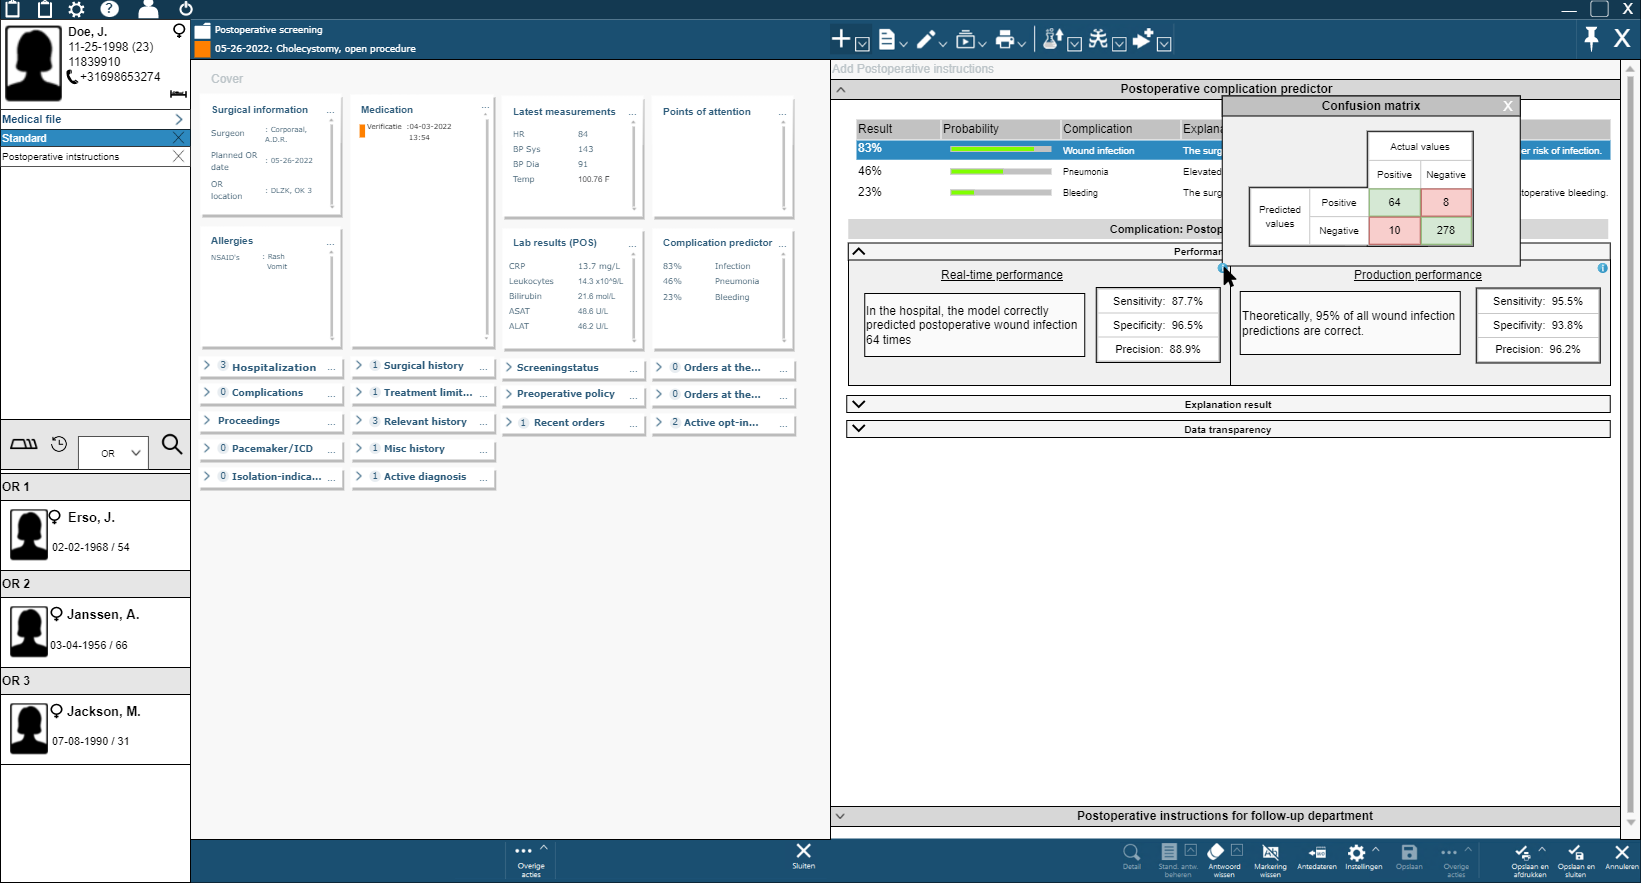 Doe, J.
11-25-1998 (23)
11839910
+31698653274
Medical file
Standard
Postoperative intstructions
OR
OR 1
Erso, J.
02-02-1968 / 54
OR 2
Janssen, A.
03-04-1956 / 66
OR 3
Jackson, M.
07-08-1990 / 31
Postoperative screening
05-26-2022: Cholecystomy, open procedure
Cover
Surgical information ...
Surgeon : Corporaal, A.D.R.
Planned OR date : 05-26-2022
OR location : DLZK, OK 3
Allergies ...
NSAID's : Rash
Vomit
Medication ...
Verificatie :04-03-2022
13:54
Latest measurements ...
HR 84
BP Sys 143
BP Dia 91
Temp 100.76 F
Points of attention ...
Lab results (POS) ...
CRP 13.7 mg/L
Leukocytes 14.3 x10^9/L
Bilirubin 21.6 mol/L
ASAT 48.6 U/L
ALAT 46.2 U/L
Complication predictor ...
83% Infection
46% Pneumonia
23% Bleeding
3 Hospitalization ...
0 Complications ...
Proceedings ...
0 Pacemaker/ICD ...
0 Isolation-indica... ...
1 Surgical history ...
1 Treatment limit... ...
3 Relevant history ...
1 Misc history ...
1 Active diagnosis ...
Screeningstatus ...
Preoperative policy ...
1 Recent orders ...
0 Orders at the... ...
0 Orders at the... ...
2 Active opt-in... ...
Add Postoperative instructions
Postoperative complication predictor
Result Probability Complication Explana
83% Wound infection The surg er risk of infection.
46% Pneumonia Elevated
23% Bleeding The surg toperative bleeding.
Complication: Postop
Performan
Confusion matrix X
Actual values
Positive Negative
Predicted values
Positive 64 8
Negative 10 278
Real-time performance
In the hospital, the model correctly
predicted postoperative wound infection
64 times
Sensitivity: 87.7%
Specificity: 96.5%
Precision: 88.9%
Production performance
Theoretically, 95% of all wound infection
predictions are correct.
Sensitivity: 95.5%
Specifivity: 93.8%
Precision: 96.2%
Explanation result
Data transparency
Postoperative instructions for follow-up department
Overige
acties
Sluiten
Detail
Stand. antw.
beheren
Antwoord
wissen
Markering
wissen
Antedateren
Instellingen
Opslaan
Overige
acties
Opslaan en
afdrukken
Opslaan en
sluiten
Annuleren